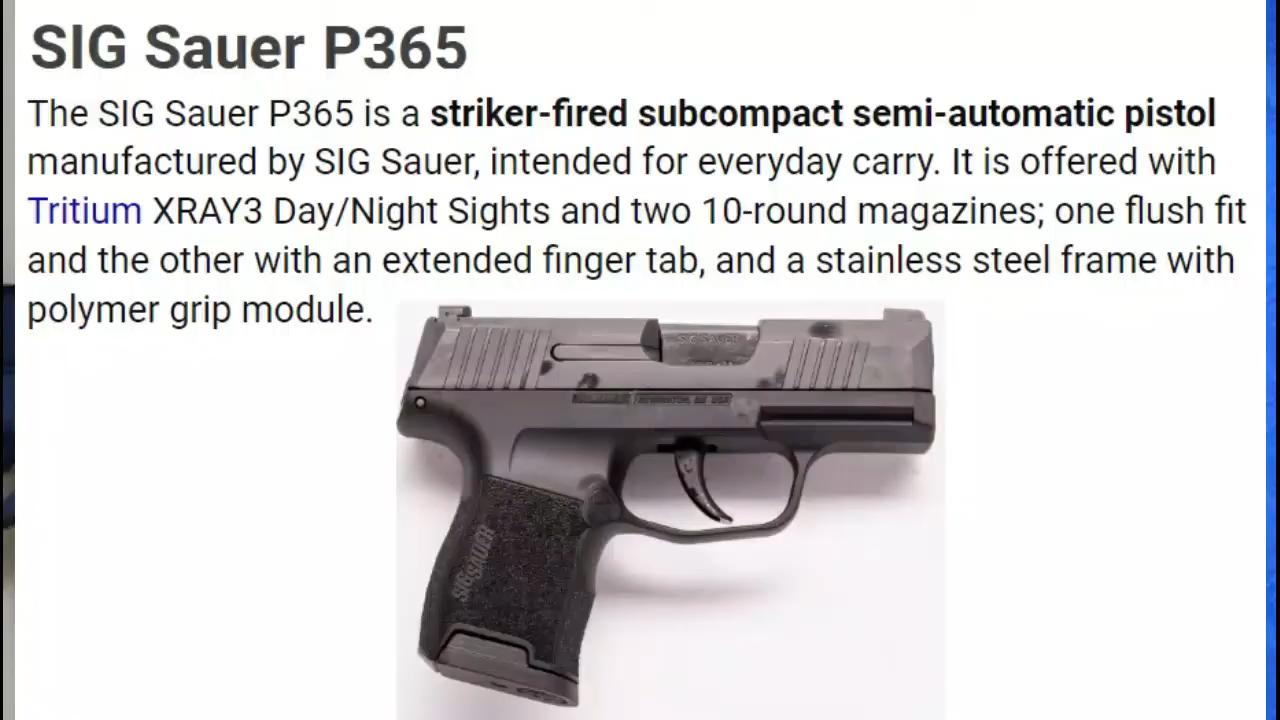 SIG Sauer P365
The SIG Sauer P365 is a striker-fired subcompact semi-automatic pistol
manufactured by SIG Sauer, intended for everyday carry. It is offered with
Tritium XRAY3 Day/Night Sights and two 10-round magazines; one flush fit
and the other with an extended finger tab, and a stainless steel frame with
polymer grip module.
SIG SAUER
SIG SAUER